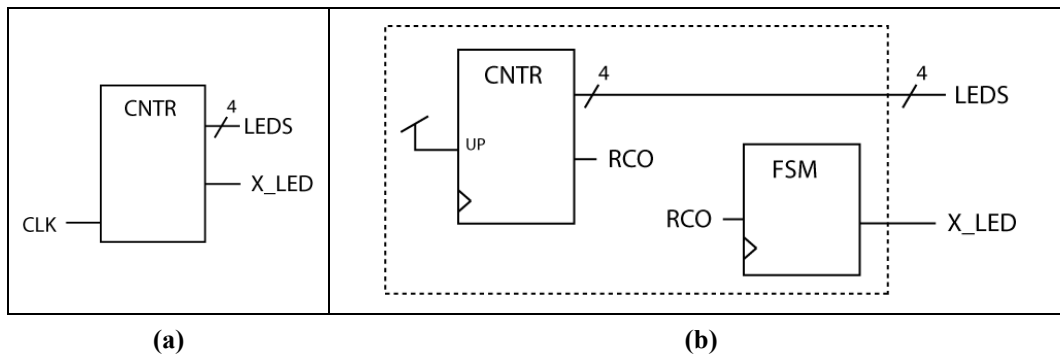 CNTR
4
LEDS
X_LED
CLK
(a)
CNTR
4
4
LEDS
UP
RCO
FSM
RCO
X_LED
(b)